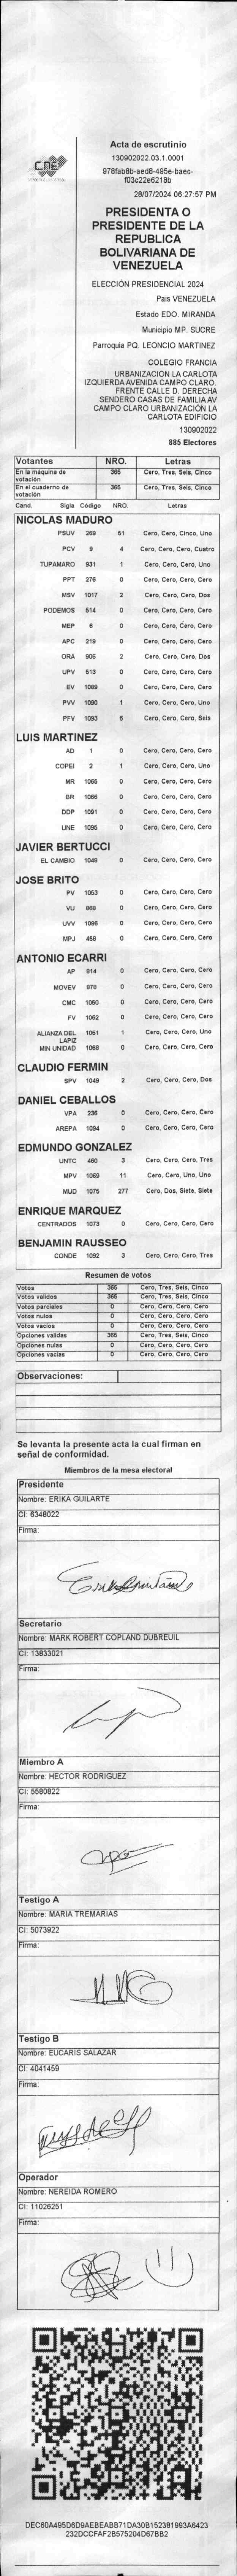 CNE
Acta de escrutinio
130902022.03.1.0001
978fab8b-aed8-495e-baec-
f03c22e6218b
28/07/2024 06:27:57 PM
PRESIDENTA O
PRESIDENTE DE LA
REPUBLICA
BOLIVARIANA DE
VENEZUELA
ELECCIÓN PRESIDENCIAL 2024
Pais VENEZUELA
Estado EDO. MIRANDA
Municipio MP. SUCRE
Parroquia PQ. LEONCIO MARTINEZ
COLEGIO FRANCIA
URBANIZACION LA CARLOTA
IZQUIERDA AVENIDA CAMPO CLARO.
FRENTE CALLE D. DERECHA
SENDERO CASAS DE FAMILIA AV
CAMPO CLARO URBANIZACIÓN LA
CARLOTA EDIFICIO
130902022
885 Electores
Votantes NRO. Letras
En la máquina de votación 365 Cero, Tres, Seis, Cinco
En el cuaderno de votación 365 Cero, Tres, Seis, Cinco
Cand. Sigla Código NRO. Letras
NICOLAS MADURO
PSUV 269 51 Cero, Cero, Cinco, Uno
PCV 9 4 Cero, Cero, Cero, Cuatro
TUPAMARO 931 1 Cero, Cero, Cero, Uno
PPT 276 0 Cero, Cero, Cero, Cero
MSV 1017 2 Cero, Cero, Cero, Dos
PODEMOS 514 0 Cero, Cero, Cero, Cero
MEP 6 0 Cero, Cero, Cero, Cero
APC 219 0 Cero, Cero, Cero, Cero
ORA 906 2 Cero, Cero, Cero, Dos
UPV 513 0 Cero, Cero, Cero, Cero
EV 1089 0 Cero, Cero, Cero, Cero
PVV 1090 1 Cero, Cero, Cero, Uno
PFV 1093 6 Cero, Cero, Cero, Seis
LUIS MARTINEZ
AD 1 0 Cero, Cero, Cero, Cero
COPEI 2 1 Cero, Cero, Cero, Uno
MR 1065 0 Cero, Cero, Cero, Cero
BR 1066 0 Cero, Cero, Cero, Cero
DDP 1091 0 Cero, Cero, Cero, Cero
UNE 1095 0 Cero, Cero, Cero, Cero
JAVIER BERTUCCI
EL CAMBIO 1048 0 Cero, Cero, Cero, Cero
JOSE BRITO
PV 1053 0 Cero, Cero, Cero, Cero
VU 969 0 Cero, Cero, Cero, Cero
UVV 1096 0 Cero, Cero, Cero, Cero
MPJ 458 0 Cero, Cero, Cero, Cero
ANTONIO ECARRI
AP 914 0 Cero, Cero, Cero, Cero
MOVEV 979 0 Cero, Cero, Cero, Cero
CMC 1050 0 Cero, Cero, Cero, Cero
FV 1062 0 Cero, Cero, Cero, Cero
ALIANZA DEL LAPIZ 1051 1 Cero, Cero, Cero, Uno
MIN UNIDAD 1068 0 Cero, Cero, Cero, Cero
CLAUDIO FERMIN
SPV 1049 2 Cero, Cero, Cero, Dos
DANIEL CEBALLOS
VPA 236 0 Cero, Cero, Cero, Cero
AREPA 1094 0 Cero, Cero, Cero, Cero
EDMUNDO GONZALEZ
UNTC 460 3 Cero, Cero, Cero, Tres
MPV 1069 11 Cero, Cero, Uno, Uno
MUD 1075 277 Cero, Dos, Siete, Siete
ENRIQUE MARQUEZ
CENTRADOS 1073 0 Cero, Cero, Cero, Cero
BENJAMIN RAUSSEO
CONDE 1092 3 Cero, Cero, Cero, Tres
Resumen de votos
Votos 365 Cero, Tres, Seis, Cinco
Votos válidos 365 Cero, Tres, Seis, Cinco
Votos parciales 0 Cero, Cero, Cero, Cero
Votos nulos 0 Cero, Cero, Cero, Cero
Votos vacíos 0 Cero, Cero, Cero, Cero
Opciones validas 365 Cero, Tres, Seis, Cinco
Opciones nulas 0 Cero, Cero, Cero, Cero
Opciones vacias 0 Cero, Cero, Cero, Cero
Observaciones:
Se levanta la presente acta la cual firman en
señal de conformidad.
Miembros de la mesa electoral
Presidente
Nombre: ERIKA GUILARTE
CI: 6348022
Firma:
Secretario
Nombre: MARK ROBERT COPLAND DUBREUIL
CI: 13833021
Firma:
Miembro A
Nombre: HECTOR RODRIGUEZ
CI: 5580822
Firma:
Testigo A
Nombre: MARIA TREMARIAS
CI: 5073922
Firma:
Testigo B
Nombre: EUCARIS SALAZAR
CI: 4041459
Firma:
Operador
Nombre: NEREIDA ROMERO
CI: 11026251
Firma:
DEC60A495D6D9AEBEABB71DA30B152381993A6423
232DCCFAF2B575204D67BB2